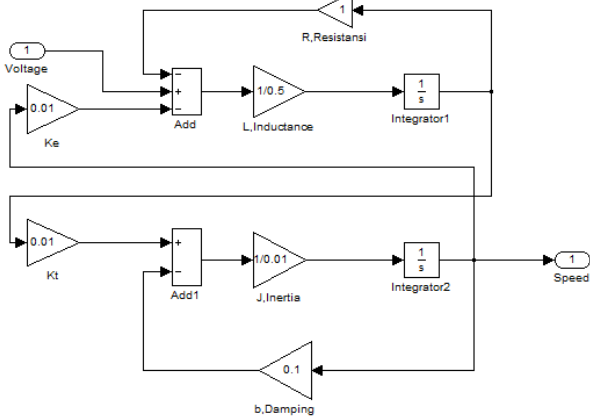 1
R,Resistansi
1
Voltage
−
+
−
Add
1/0.5
L,Inductance
1
s
Integrator1
0.01
Ke
0.01
Kt
+
−
Add1
1/0.01
J,Inertia
1
s
Integrator2
1
Speed
0.1
b,Damping